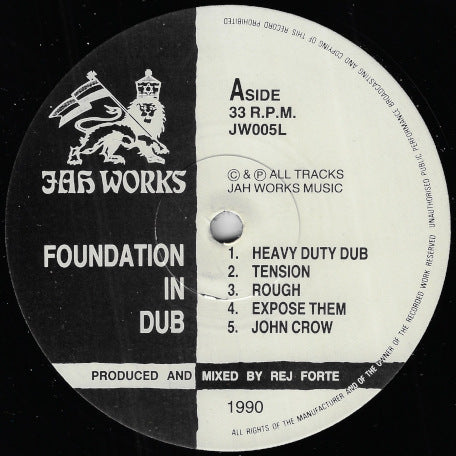 JAH WORKS
FOUNDATION
IN
DUB
A SIDE
33 R.P.M.
JW005L
© & ℗ ALL TRACKS
JAH WORKS MUSIC
1. HEAVY DUTY DUB
2. TENSION
3. ROUGH
4. EXPOSE THEM
5. JOHN CROW
PRODUCED AND MIXED BY REJ FORTE
1990
ALL RIGHTS OF THE MANUFACTURER AND OF THE OWNER OF THE RECORDED WORK RESERVED. UNAUTHORISED PUBLIC PERFORMANCE BROADCASTING AND COPYING OF THIS RECORD PROHIBITED